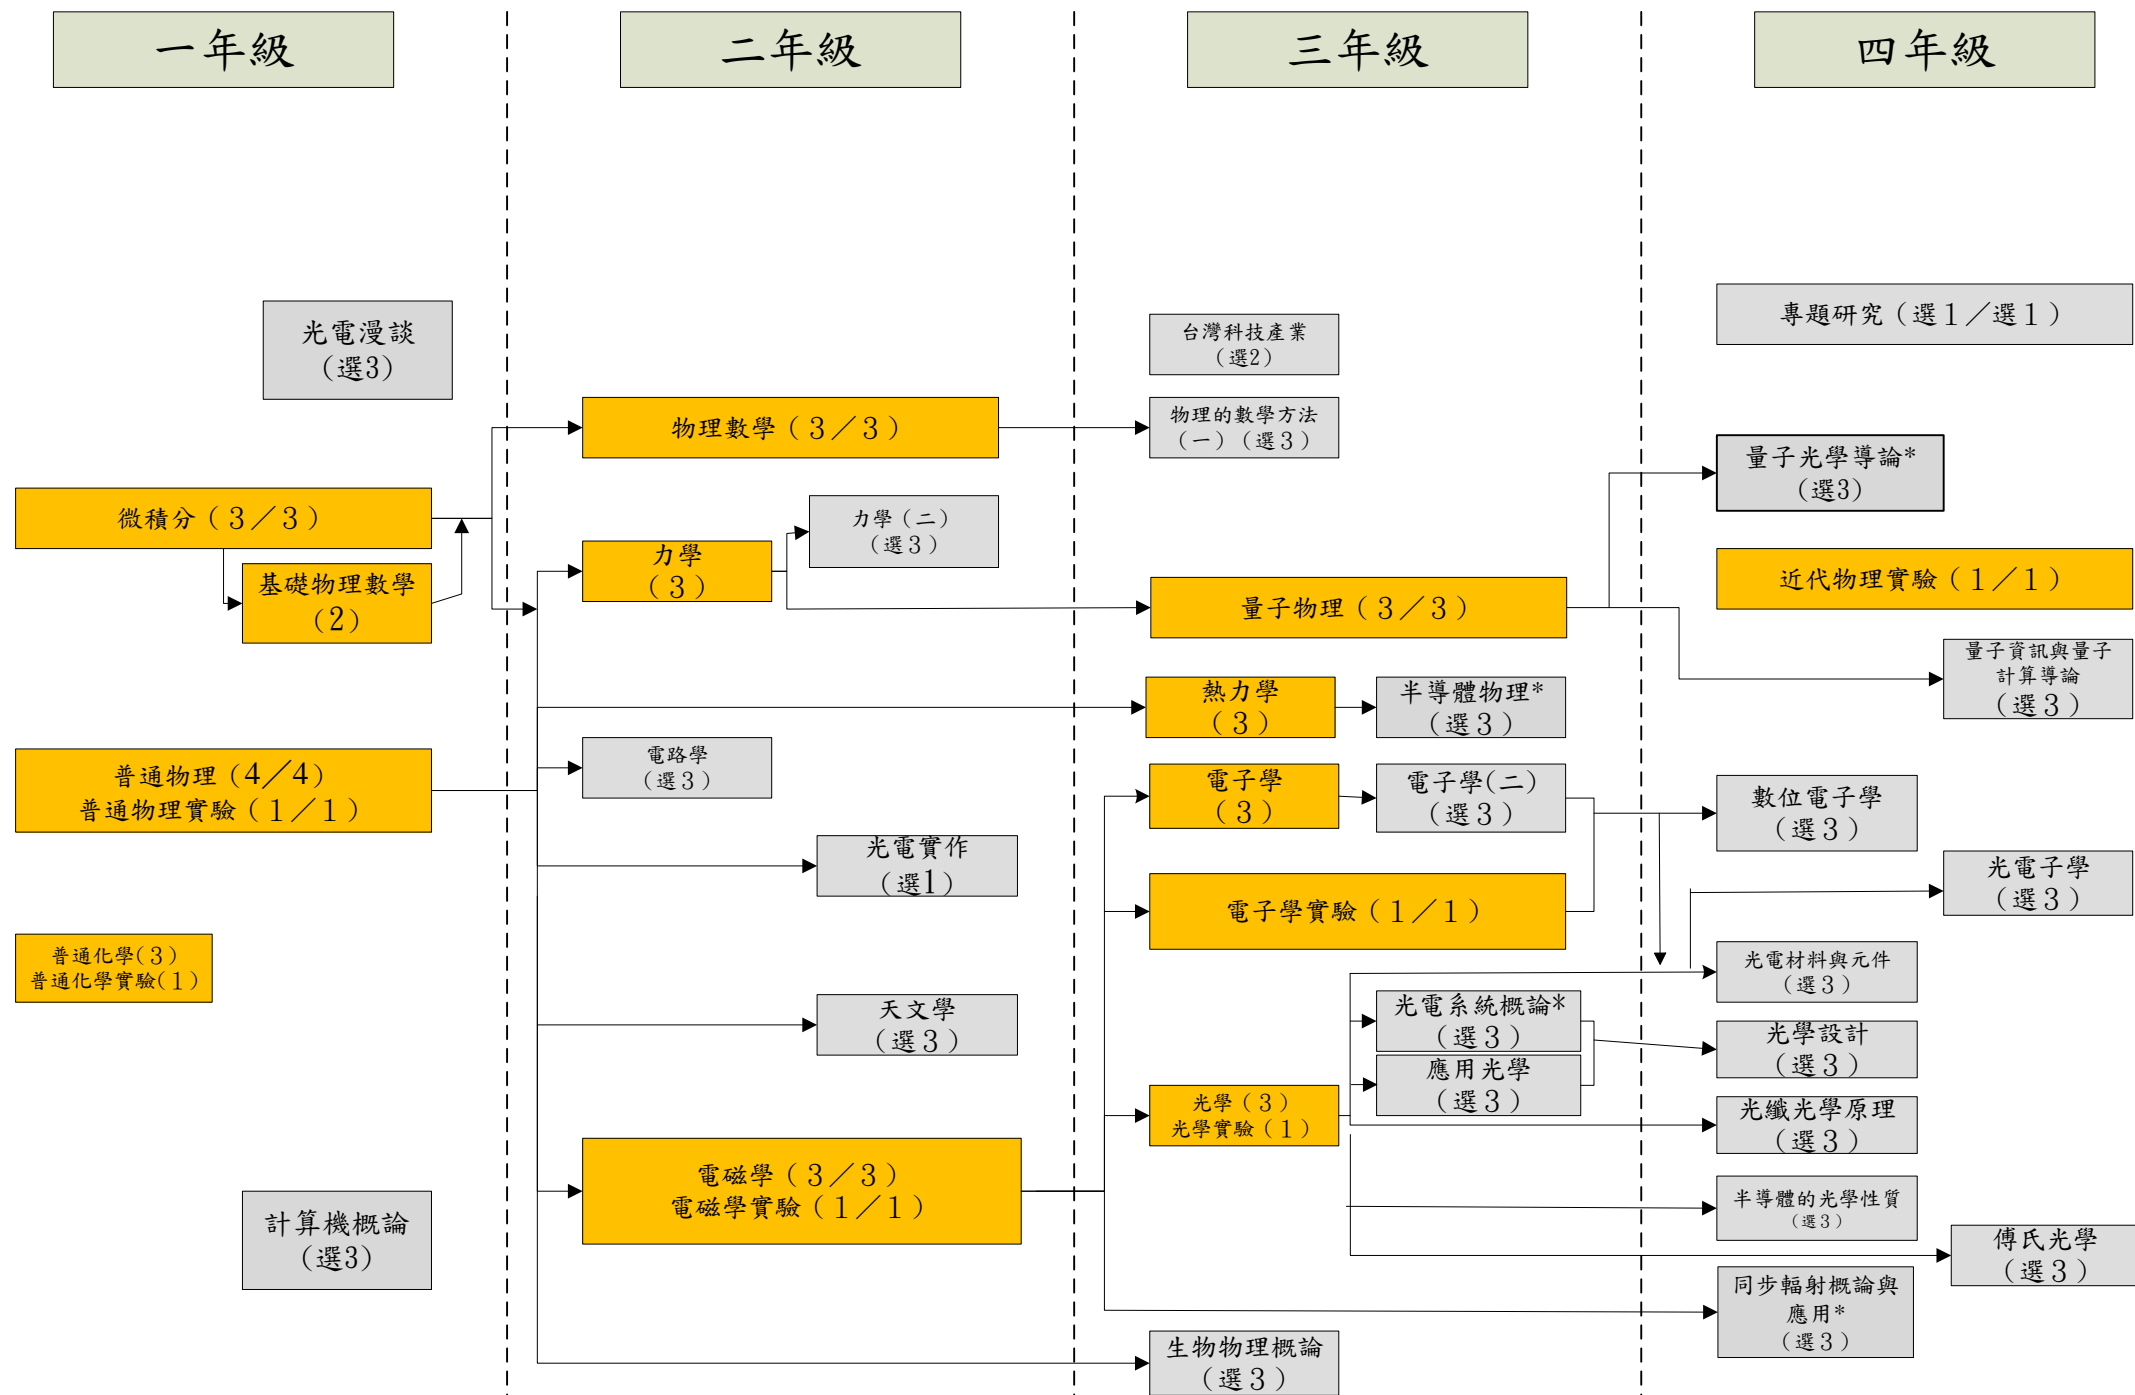 一年級
二年級
三年級
四年級
光電漫談
(選3)
微積分（3／3）
基礎物理數學
(2)
普通物理（4／4）
普通物理實驗（1／1）
普通化學(3)
普通化學實驗(1)
計算機概論
(選3)
物理數學（3／3）
力學
（3）
力學（二）
（選3）
電路學
（選3）
光電實作
（選1）
天文學
（選3）
電磁學（3／3）
電磁學實驗（1／1）
台灣科技產業
（選2）
物理的數學方法
（一）（選3）
量子物理（3／3）
熱力學
（3）
半導體物理*
（選3）
電子學
（3）
電子學(二)
（選3）
電子學實驗（1／1）
光電系統概論*
（選3）
應用光學
（選3）
光學（3）
光學實驗（1）
生物物理概論
（選3）
專題研究（選1／選1）
量子光學導論*
(選3)
近代物理實驗（1／1）
量子資訊與量子
計算導論
（選3）
數位電子學
（選3）
光電子學
（選3）
光電材料與元件
（選3）
光學設計
（選3）
光纖光學原理
（選3）
半導體的光學性質
（選3）
傅氏光學
（選3）
同步輻射概論與
應用*
（選3）